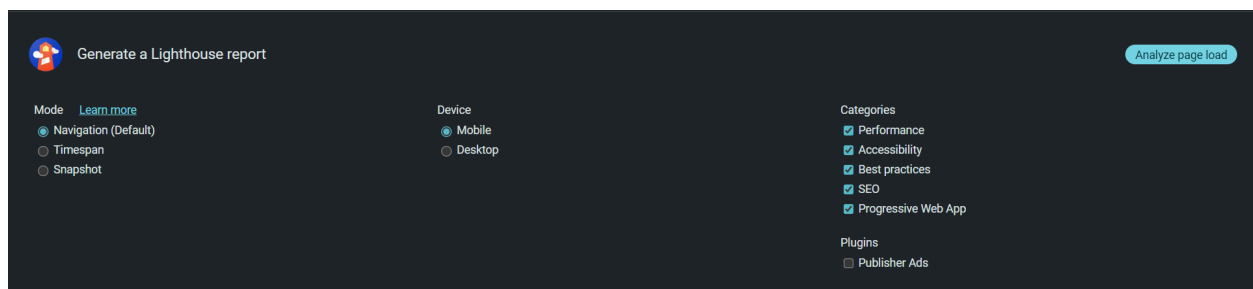 Generate a Lighthouse report
Analyze page load
Mode Learn more
Navigation (Default)
Timespan
Snapshot
Device
Mobile
Desktop
Categories
Performance
Accessibility
Best practices
SEO
Progressive Web App
Plugins
Publisher Ads